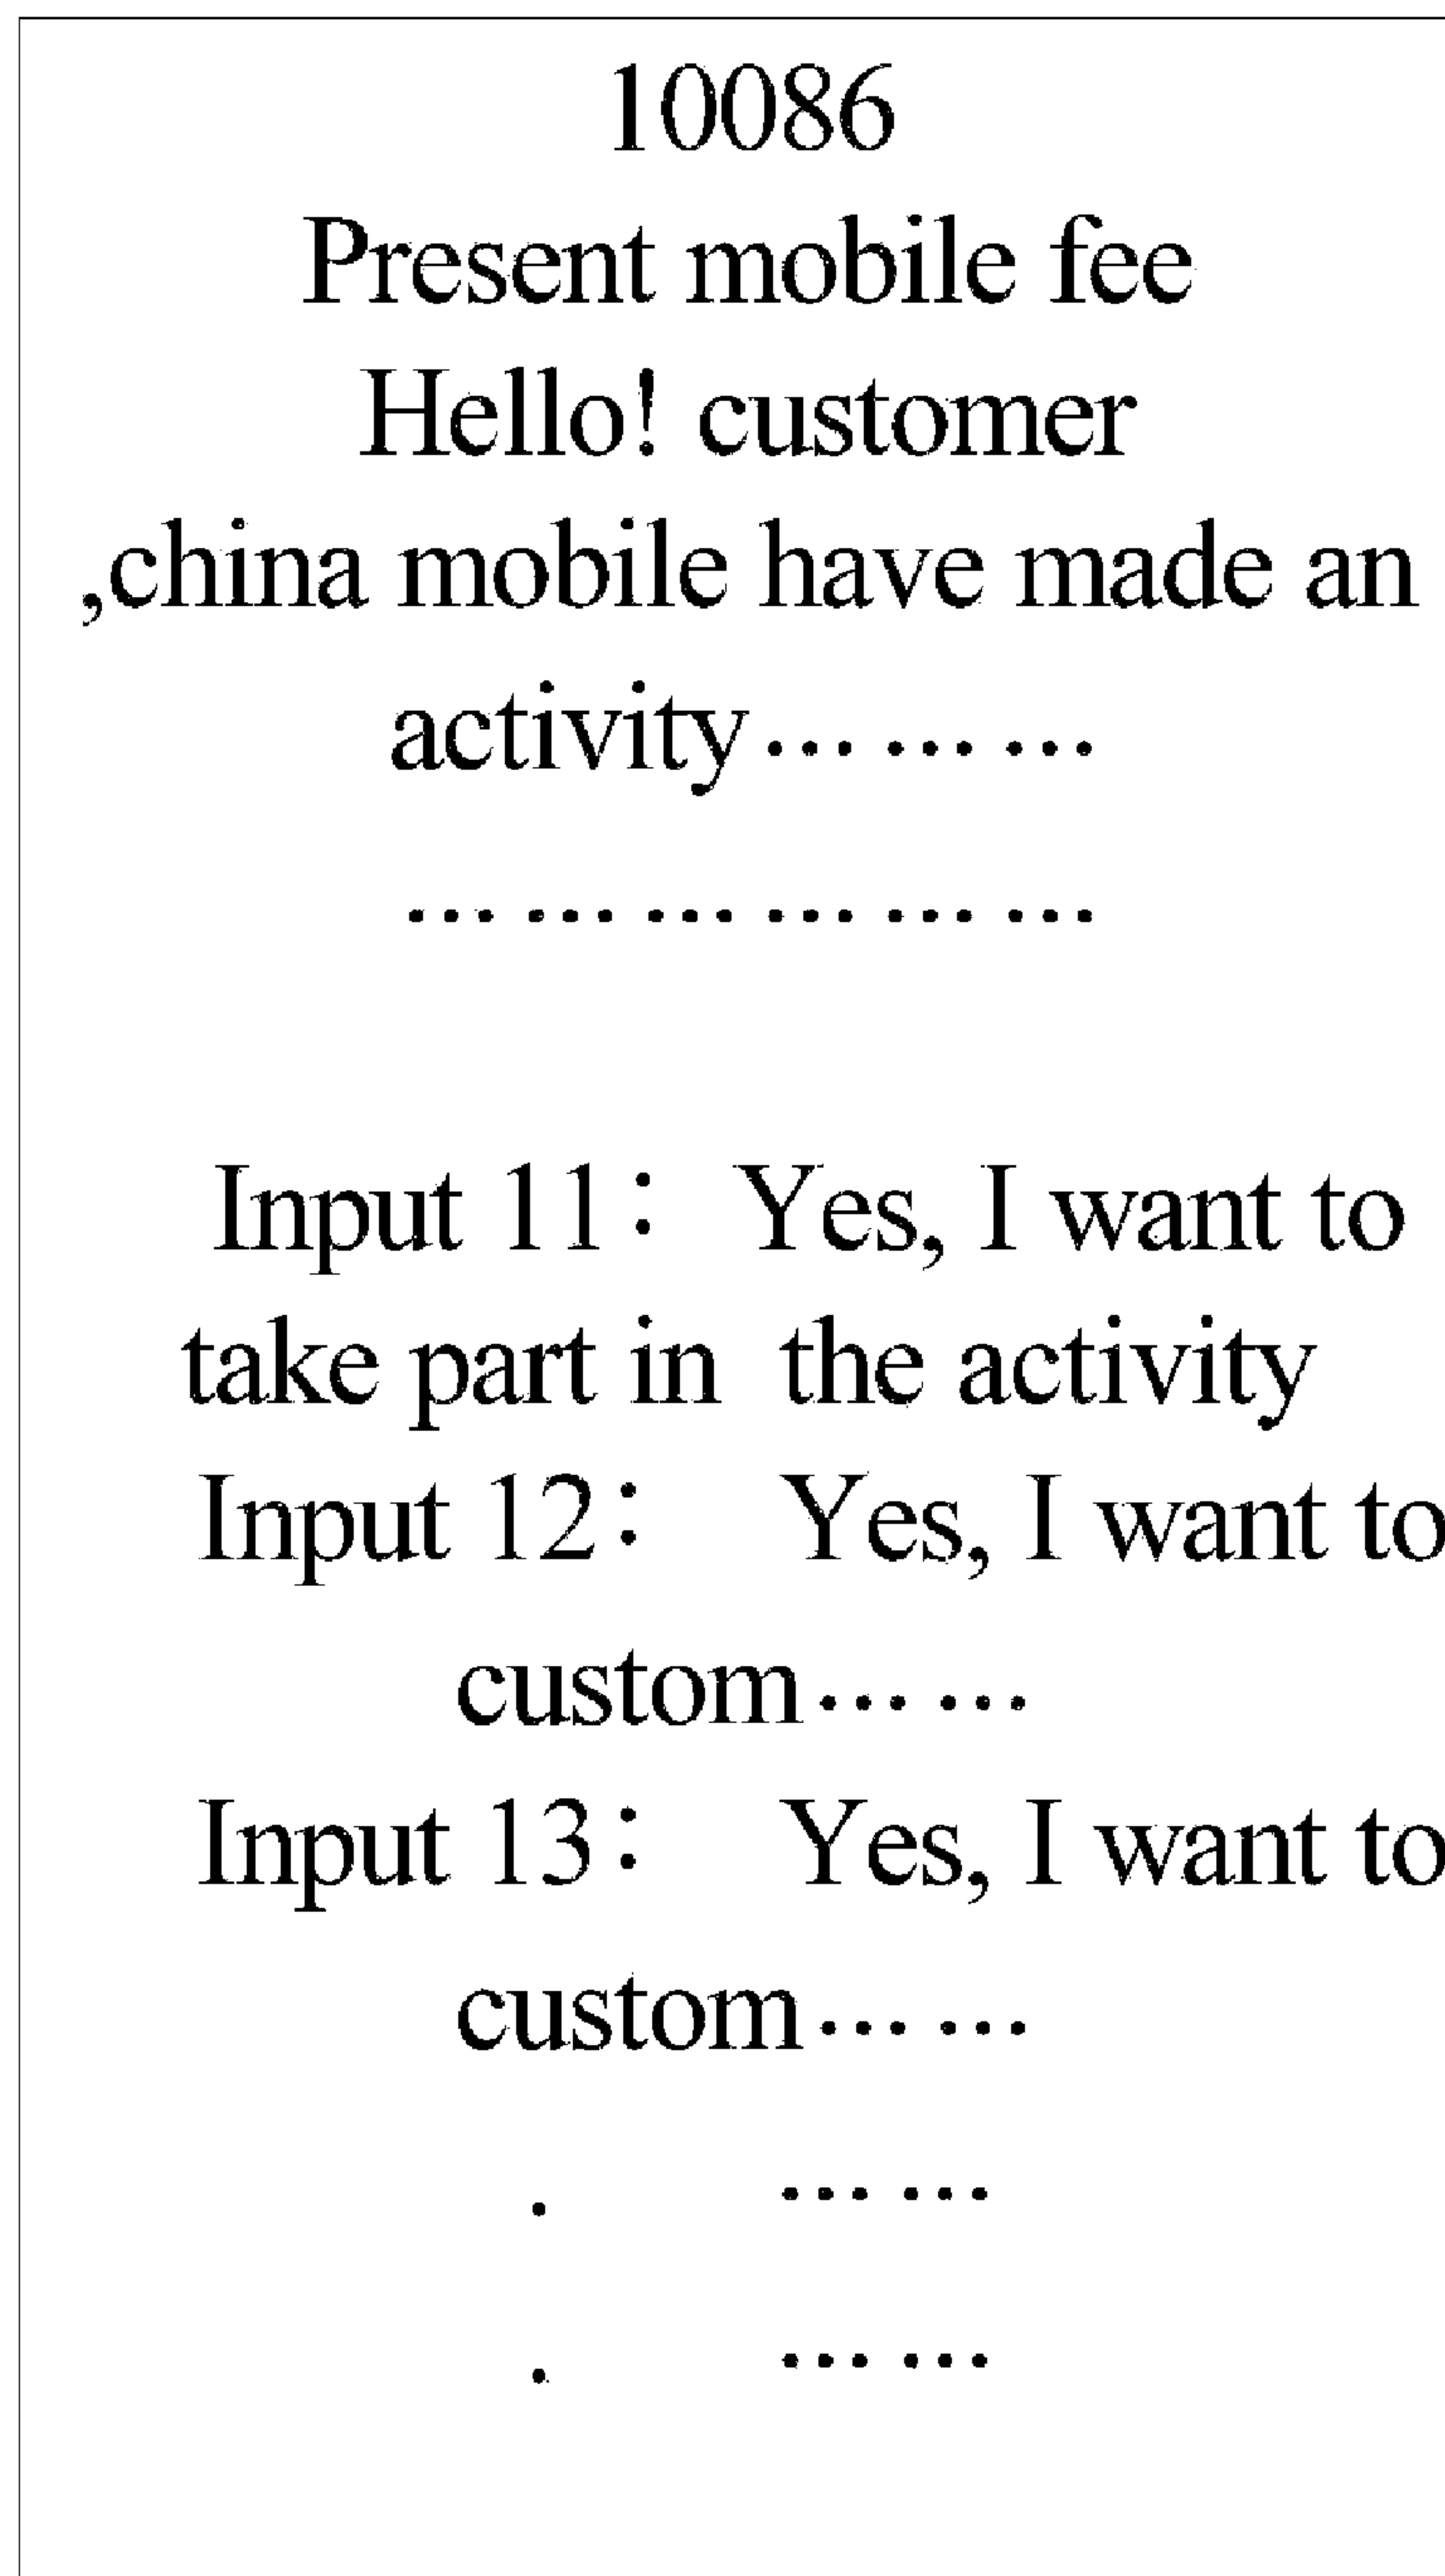 10086
Present mobile fee
Hello! customer
,china mobile have made an
activity………
………………
Input 11： Yes, I want to
take part in the activity
Input 12： Yes, I want to
custom……
Input 13： Yes, I want to
custom……
. ……
. ……